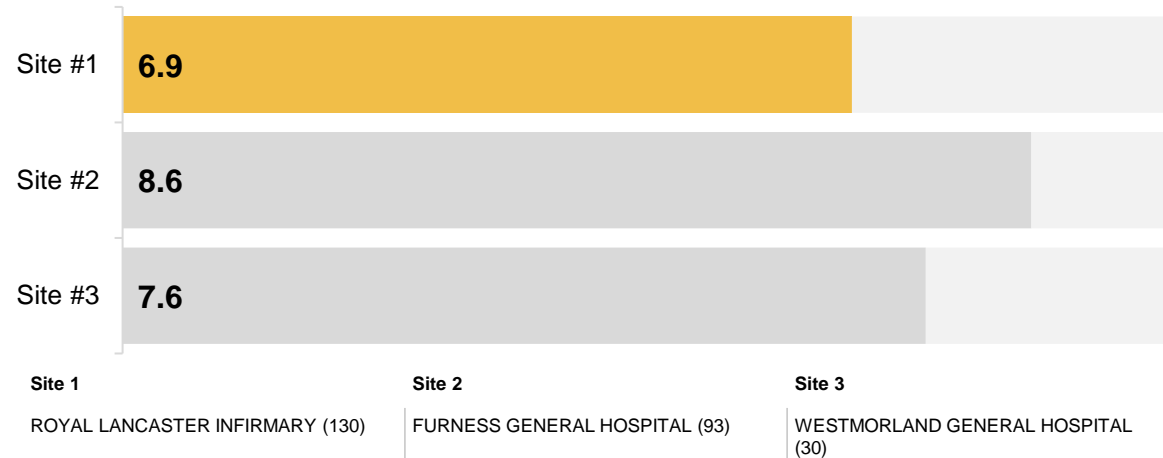 Site #1
6.9
Site #2
8.6
Site #3
7.6
Site 1
ROYAL LANCASTER INFIRMARY (130)
Site 2
FURNESS GENERAL HOSPITAL (93)
Site 3
WESTMORLAND GENERAL HOSPITAL
(30)